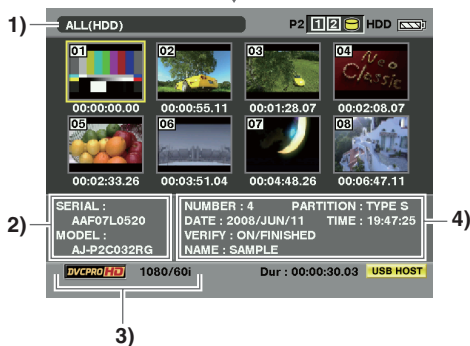 1) ALL(HDD) P2 1 2 HDD
01 02 03 04
00:00:00.00 00:00:55.11 00:01:28.07 00:02:08.07
Neo Classic
05 06 07 08 i
00:02:33.26 00:03:51.04 00:04:48.26 00:06:47.11
2) SERIAL : NUMBER : 4 PARTITION : TYPE S 4)
AAF07L0520 DATE : 2008/JUN/11 TIME : 19:47:25
MODEL : VERIFY : ON/FINISHED
AJ-P2C032RG NAME : SAMPLE
DVCPRO HD 1080/60i Dur : 00:00:30.03 USB HOST
3)